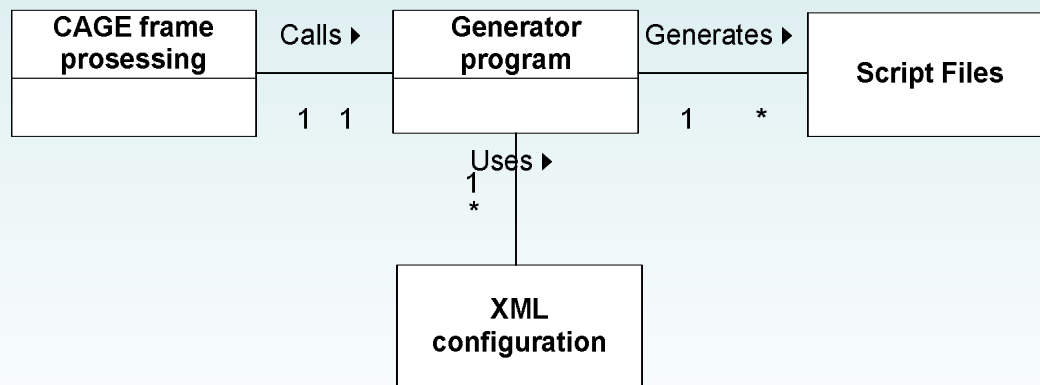 CAGE frame
prosessing
Calls ▶
Generator
program
Generates ▶
Script Files
1 1
1 *
Uses ▶
1
*
XML
configuration